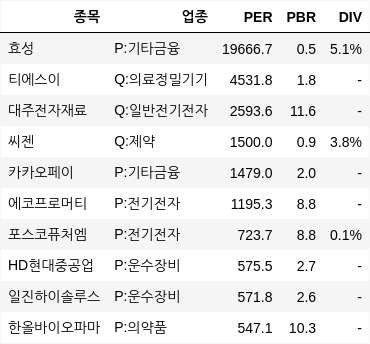 종목 업종 PER PBR DIV
효성 P:기타금융 19666.7 0.5 5.1%
티에스이 Q:의료정밀기기 4531.8 1.8 -
대주전자재료 Q:일반전기전자 2593.6 11.6 -
씨젠 Q:제약 1500.0 0.9 3.8%
카카오페이 P:기타금융 1479.0 2.0 -
에코프로머티 P:전기전자 1195.3 8.8 -
포스코퓨처엠 P:전기전자 723.7 8.8 0.1%
HD현대중공업 P:운수장비 575.5 2.7 -
일진하이솔루스 P:운수장비 571.8 2.6 -
한올바이오파마 P:의약품 547.1 10.3 -